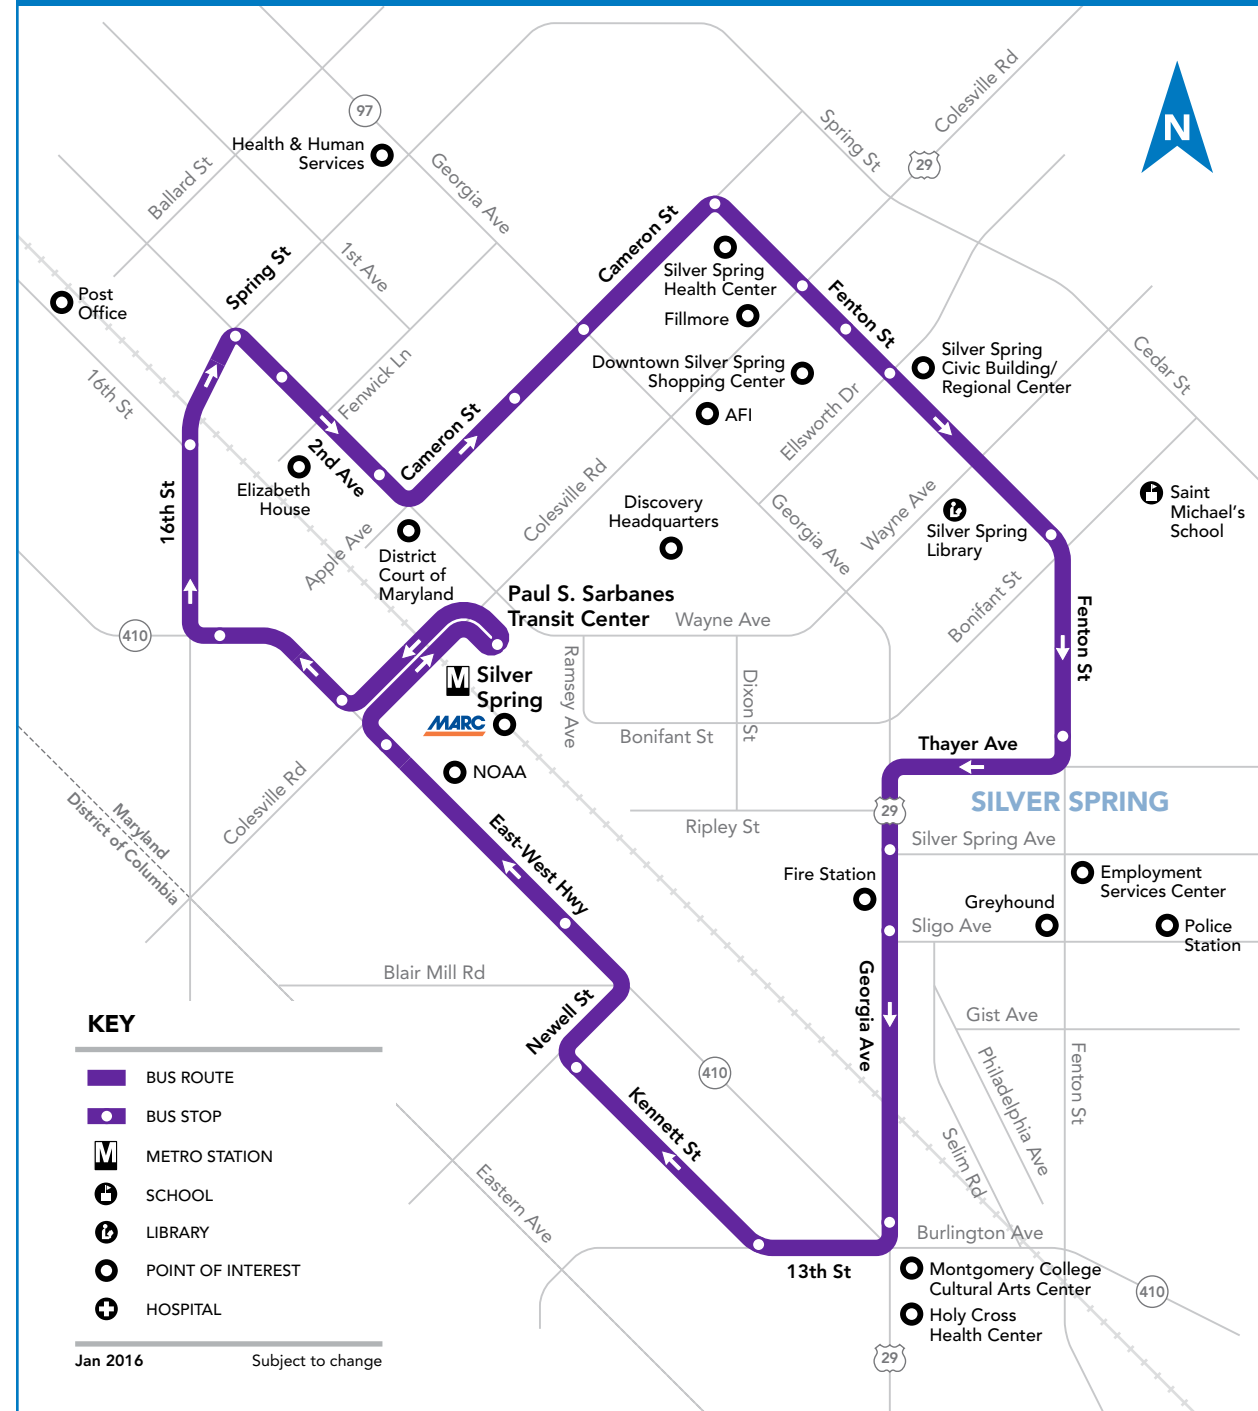 Colesville Rd
29
N
97
Health & Human
Services
Georgia Ave
Spring St
Ballard St
1st Ave
Spring St
Post
Office
16th St
Fenwick Ln
Cameron St
Silver Spring
Health Center
Fillmore
Fenton St
Downtown Silver Spring
Shopping Center
AFI
Silver Spring
Civic Building/
Regional Center
Cedar St
Ellsworth Dr
Cameron St
2nd Ave
Elizabeth
House
16th St
Apple Ave
District
Court of
Maryland
Colesville Rd
Discovery
Headquarters
Georgia Ave
Wayne Ave
Silver Spring
Library
Saint
Michael's
School
Bonifant St
Paul S. Sarbanes
Transit Center
Wayne Ave
410
Fenton St
M
Silver
Spring
MARC
NOAA
Ramsey Ave
Dixon St
Bonifant St
Thayer Ave
SILVER SPRING
29
Ripley St
Silver Spring Ave
Colesville Rd
Maryland
District of Columbia
East-West Hwy
Fire Station
Employment
Services Center
Greyhound
Sligo Ave
Police
Station
Blair Mill Rd
Newell St
Georgia Ave
Gist Ave
Philadelphia Ave
Fenton St
410
Kennett St
Selim Rd
Eastern Ave
Burlington Ave
13th St
Montgomery College
Cultural Arts Center
410
Holy Cross
Health Center
29
KEY
BUS ROUTE
BUS STOP
M
METRO STATION
SCHOOL
LIBRARY
POINT OF INTEREST
HOSPITAL
Jan 2016
Subject to change